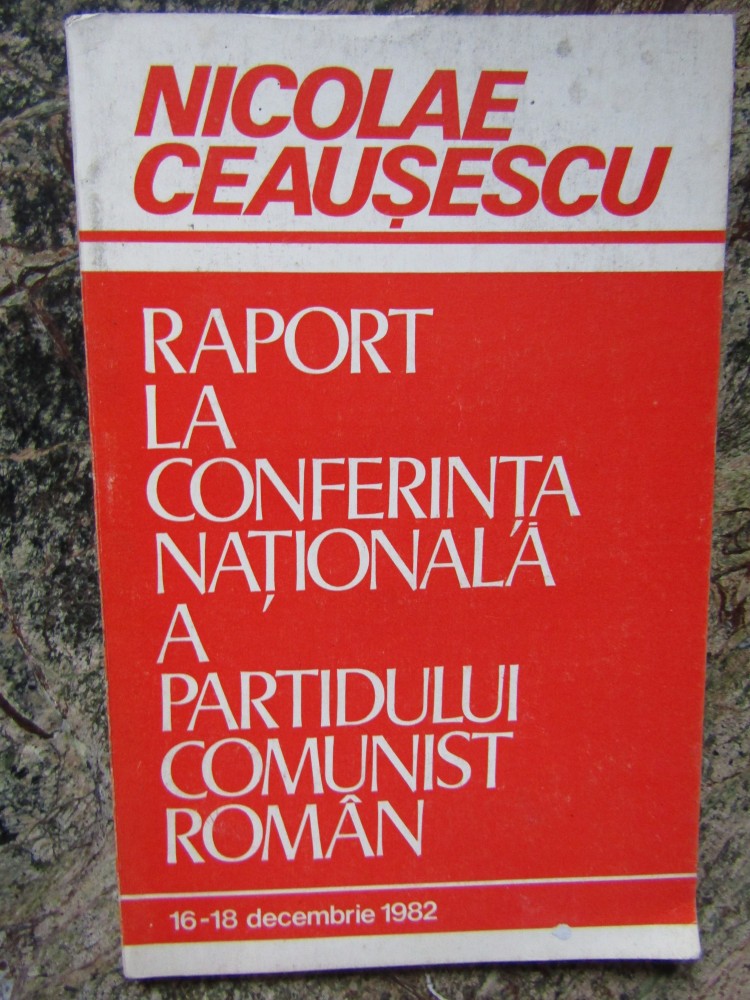 NICOLAE
CEAUȘESCU
RAPORT
LA
CONFERINȚA
NAȚIONALĂ
A
PARTIDULUI
COMUNIST
ROMÂN
16-18 decembrie 1982